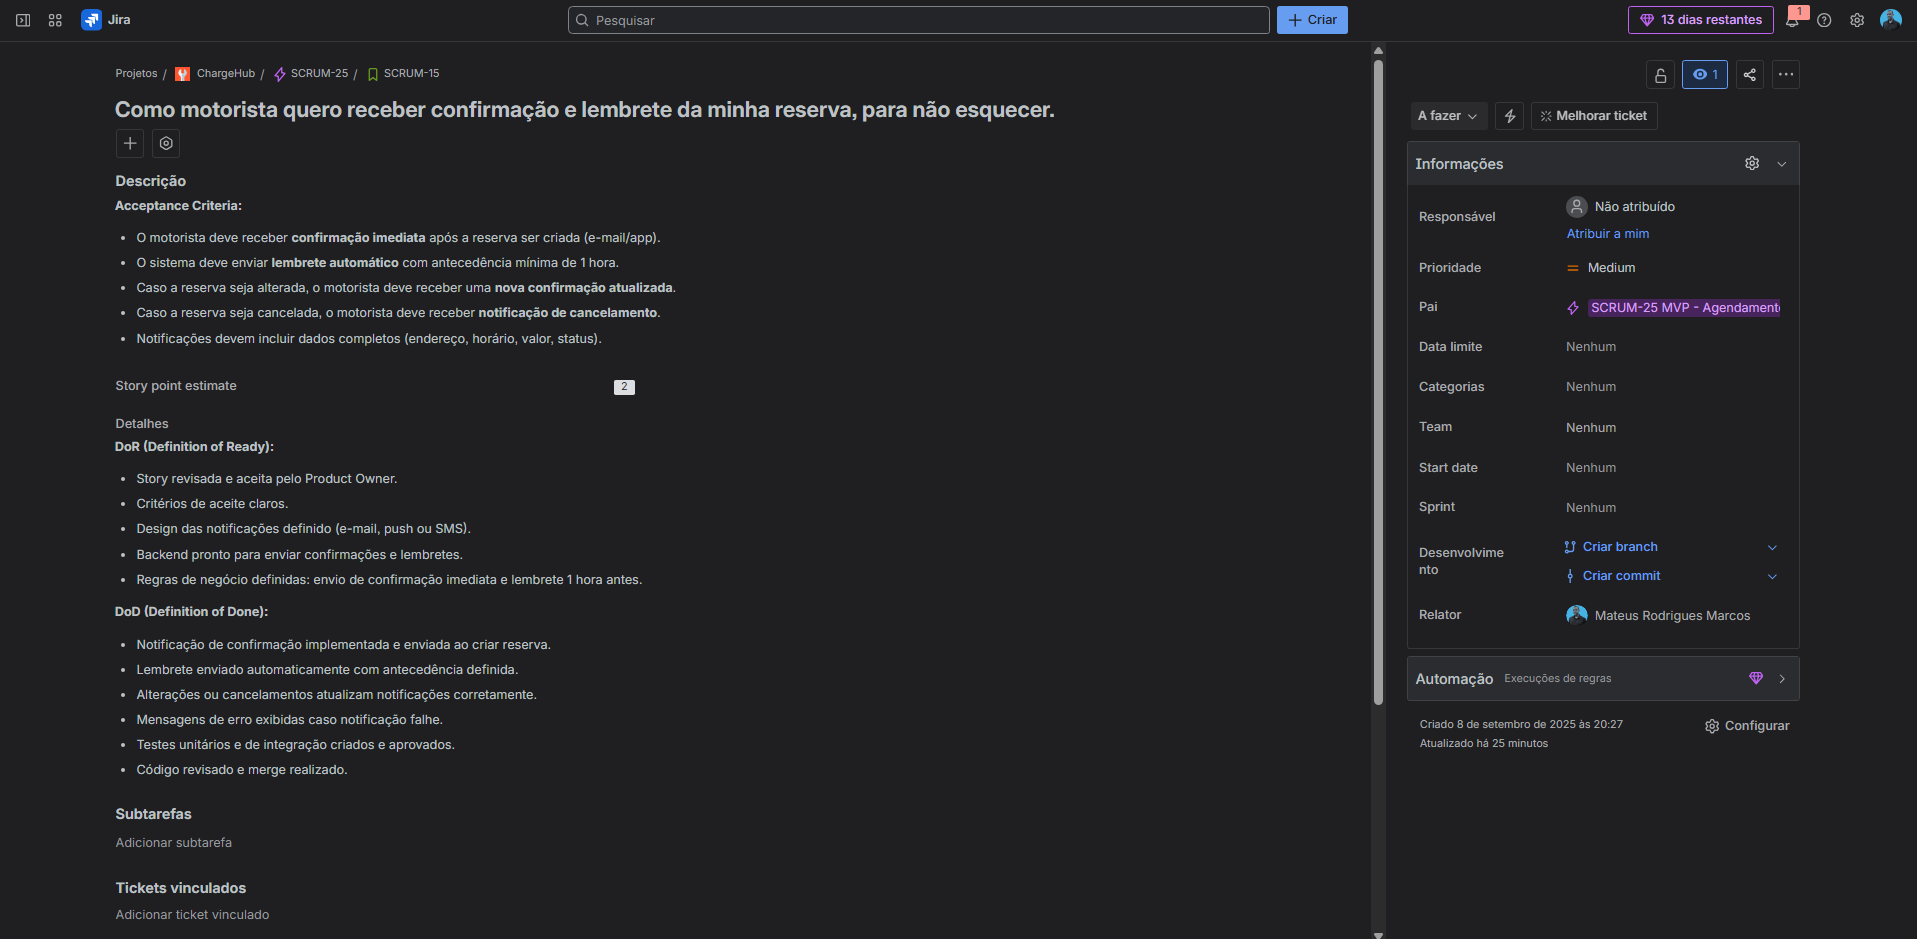 Jira
Pesquisar
Criar
13 dias restantes
1
Projetos / ChargeHub / SCRUM-25 / SCRUM-15
1
Como motorista quero receber confirmação e lembrete da minha reserva, para não esquecer.
A fazer
Melhorar ticket
Descrição
Acceptance Criteria:
O motorista deve receber confirmação imediata após a reserva ser criada (e-mail/app).
O sistema deve enviar lembrete automático com antecedência mínima de 1 hora.
Caso a reserva seja alterada, o motorista deve receber uma nova confirmação atualizada.
Caso a reserva seja cancelada, o motorista deve receber notificação de cancelamento.
Notificações devem incluir dados completos (endereço, horário, valor, status).
Story point estimate
2
Detalhes
DoR (Definition of Ready):
Story revisada e aceita pelo Product Owner.
Critérios de aceite claros.
Design das notificações definido (e-mail, push ou SMS).
Backend pronto para enviar confirmações e lembretes.
Regras de negócio definidas: envio de confirmação imediata e lembrete 1 hora antes.
DoD (Definition of Done):
Notificação de confirmação implementada e enviada ao criar reserva.
Lembrete enviado automaticamente com antecedência definida.
Alterações ou cancelamentos atualizam notificações corretamente.
Mensagens de erro exibidas caso notificação falhe.
Testes unitários e de integração criados e aprovados.
Código revisado e merge realizado.
Subtarefas
Adicionar subtarefa
Tickets vinculados
Adicionar ticket vinculado
Informações
Responsável
Não atribuído
Atribuir a mim
Prioridade
Medium
Pai
SCRUM-25 MVP - Agendamento
Data limite
Nenhum
Categorias
Nenhum
Team
Nenhum
Start date
Nenhum
Sprint
Nenhum
Desenvolvime
nto
Criar branch
Criar commit
Relator
Mateus Rodrigues Marcos
Automação
Execuções de regras
Criado 8 de setembro de 2025 às 20:27
Atualizado há 25 minutos
Configurar